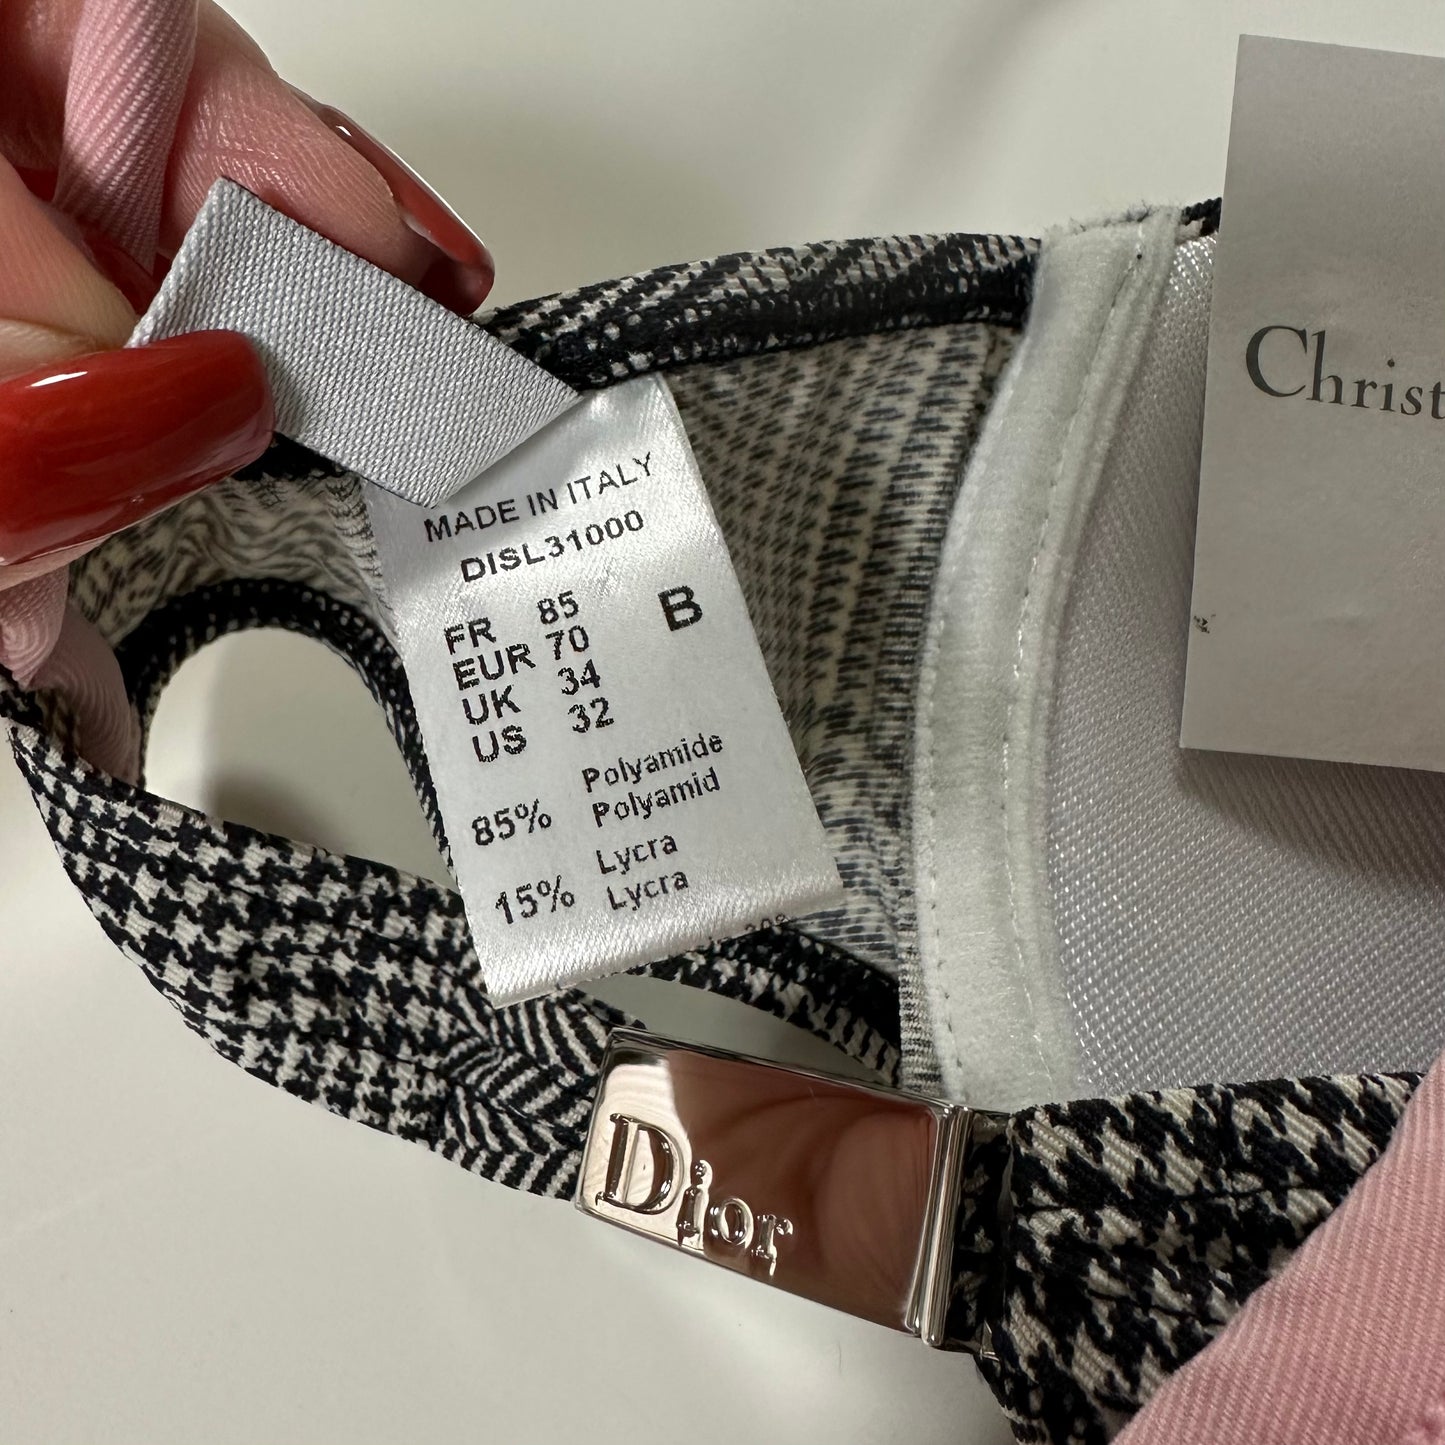 MADE IN ITALY
DISL31000
FR 85 B
EUR 70
UK 34
US 32
85% Polyamide
Polyamid
15% Lycra
Lycra
Dior
Christ